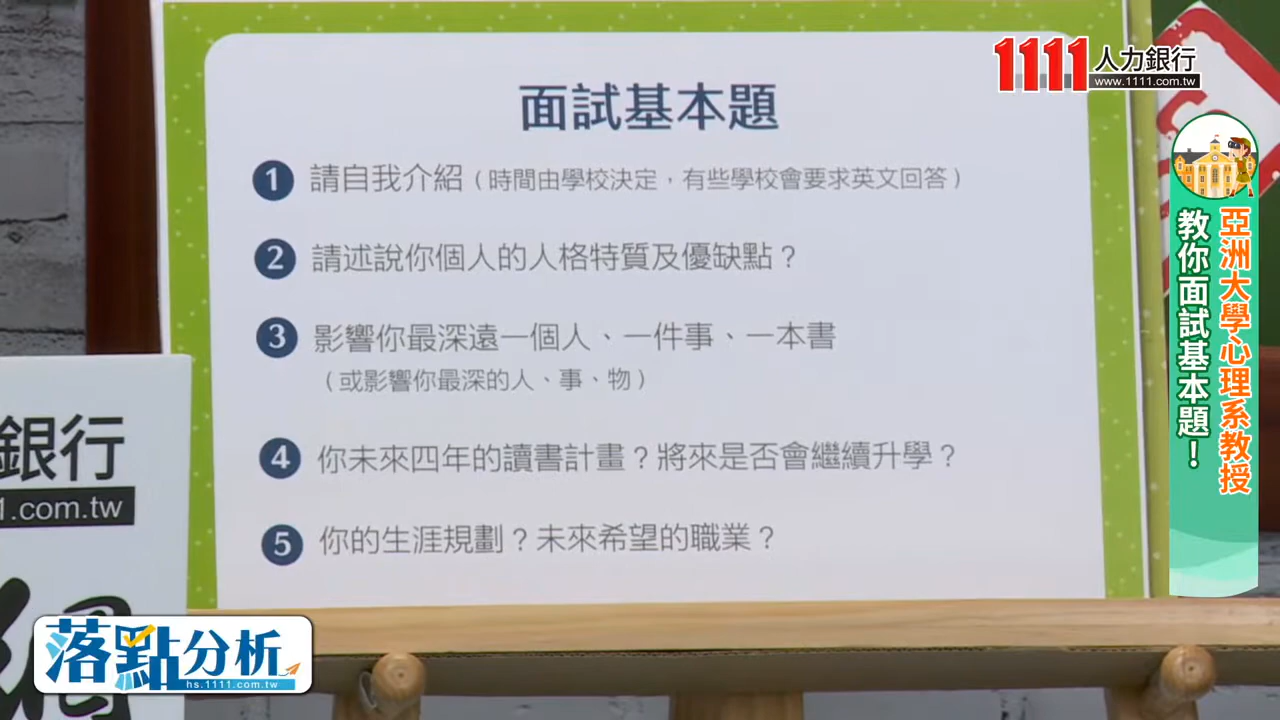 面試基本題
1 請自我介紹（時間由學校決定，有些學校會要求英文回答）
2 請述說你個人的人格特質及優缺點？
3 影響你最深遠一個人、一件事、一本書
（或影響你最深的人、事、物）
4 你未來四年的讀書計畫？將來是否會繼續升學？
5 你的生涯規劃？未來希望的職業？
1111人力銀行
www.1111.com.tw
亞洲大學心理系教授
教你面試基本題！
銀行
1.com.tw
網
落點分析
hs.1111.com.tw